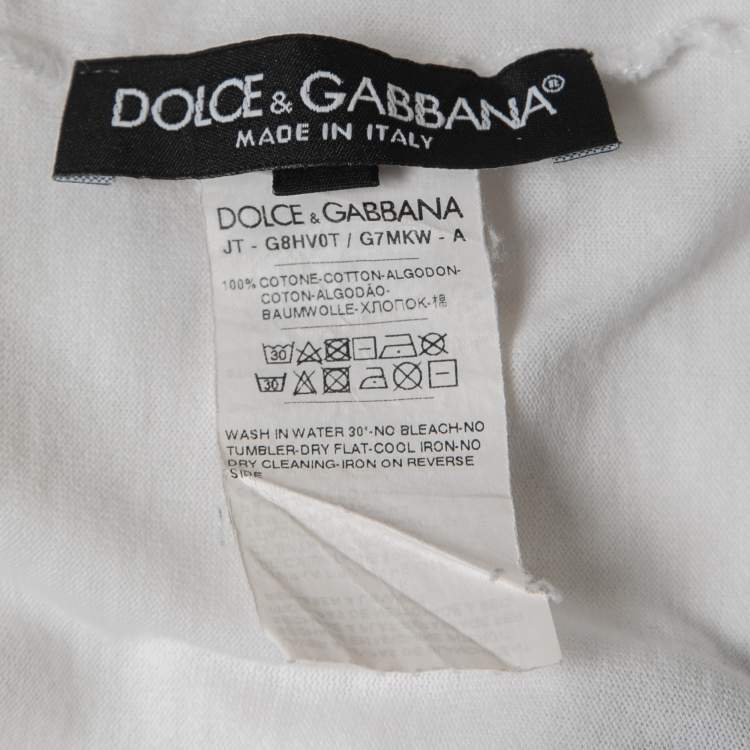 DOLCE & GABBANA®
MADE IN ITALY
DOLCE & GABBANA
JT - G8HV0T / G7MKW - A
100% COTONE-COTTON-ALGODON-
COTON-ALGODÃO-
BAUMWOLLE-ХЛОПОК-棉
30
30
WASH IN WATER 30°-NO BLEACH-NO
TUMBLER-DRY FLAT-COOL IRON-NO
DRY CLEANING-IRON ON REVERSE
SIDE